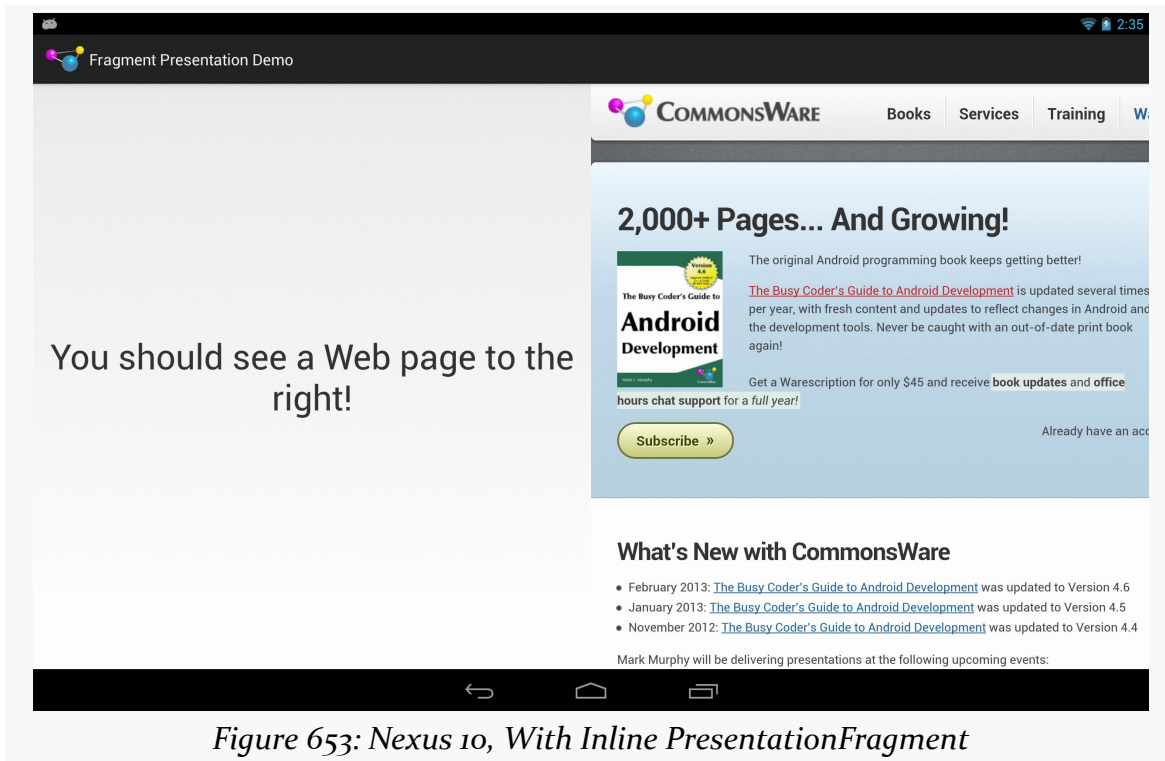 2:35
Fragment Presentation Demo
You should see a Web page to the
right!
COMMONSWARE
Books
Services
Training
2,000+ Pages... And Growing!
Version
4.6
The Busy Coder's Guide to
Android
Development
Mark L. Murphy
The original Android programming book keeps getting better!
The Busy Coder's Guide to Android Development is updated several times
per year, with fresh content and updates to reflect changes in Android and
the development tools. Never be caught with an out-of-date print book
again!
Get a Warescription for only $45 and receive book updates and office
hours chat support for a full year!
Subscribe »
Already have an acc
What's New with CommonsWare
• February 2013: The Busy Coder's Guide to Android Development was updated to Version 4.6
• January 2013: The Busy Coder's Guide to Android Development was updated to Version 4.5
• November 2012: The Busy Coder's Guide to Android Development was updated to Version 4.4
Mark Murphy will be delivering presentations at the following upcoming events:
Figure 653: Nexus 10, With Inline PresentationFragment